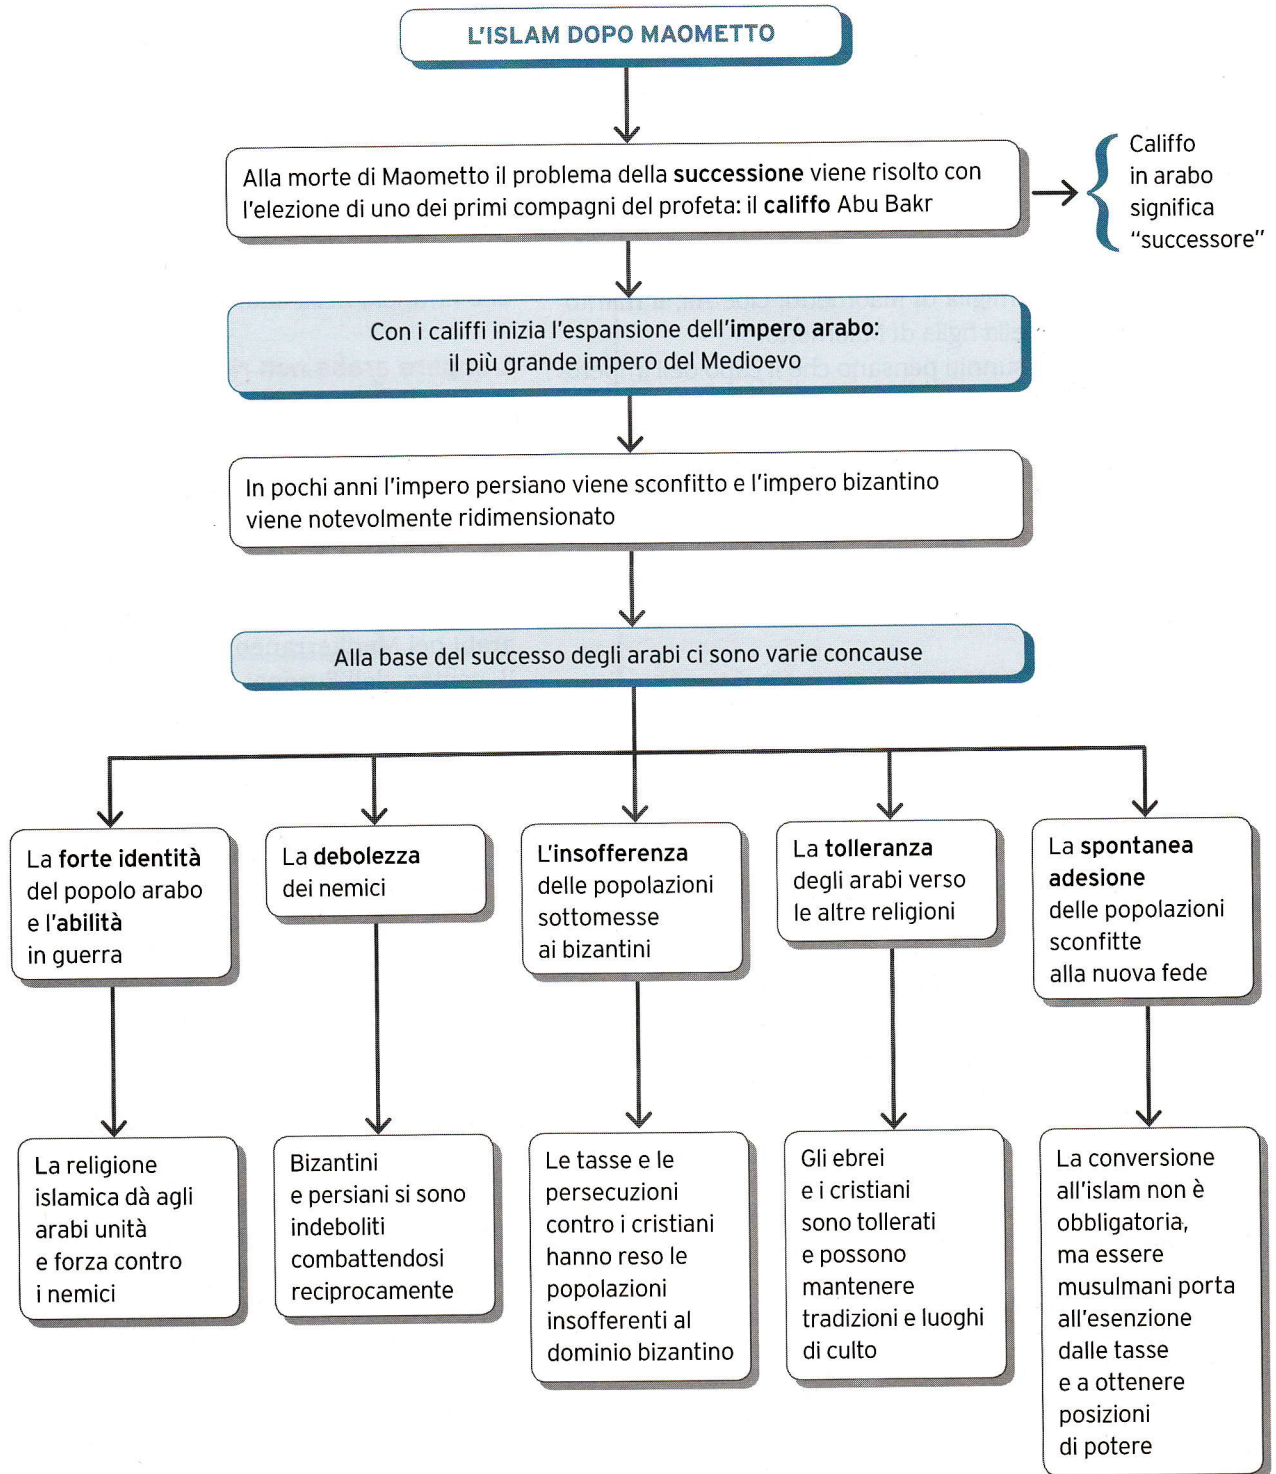 L'ISLAM DOPO MAOMETTO
Alla morte di Maometto il problema della successione viene risolto con
l'elezione di uno dei primi compagni del profeta: il califfo Abu Bakr
Califfo
in arabo
significa
"successore"
Con i califfi inizia l'espansione dell'impero arabo:
il più grande impero del Medioevo
In pochi anni l'impero persiano viene sconfitto e l'impero bizantino
viene notevolmente ridimensionato
Alla base del successo degli arabi ci sono varie concause
La forte identità
del popolo arabo
e l'abilità
in guerra
La debolezza
dei nemici
L'insofferenza
delle popolazioni
sottomesse
ai bizantini
La tolleranza
degli arabi verso
le altre religioni
La spontanea
adesione
delle popolazioni
sconfitte
alla nuova fede
La religione
islamica dà agli
arabi unità
e forza contro
i nemici
Bizantini
e persiani si sono
indeboliti
combattendosi
reciprocamente
Le tasse e le
persecuzioni
contro i cristiani
hanno reso le
popolazioni
insofferenti al
dominio bizantino
Gli ebrei
e i cristiani
sono tollerati
e possono
mantenere
tradizioni e luoghi
di culto
La conversione
all'islam non è
obbligatoria,
ma essere
musulmani porta
all'esenzione
dalle tasse
e a ottenere
posizioni
di potere